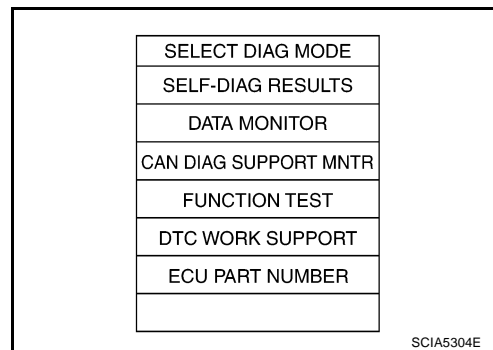 SELECT DIAG MODE
SELF-DIAG RESULTS
DATA MONITOR
CAN DIAG SUPPORT MNTR
FUNCTION TEST
DTC WORK SUPPORT
ECU PART NUMBER
SCIA5304E